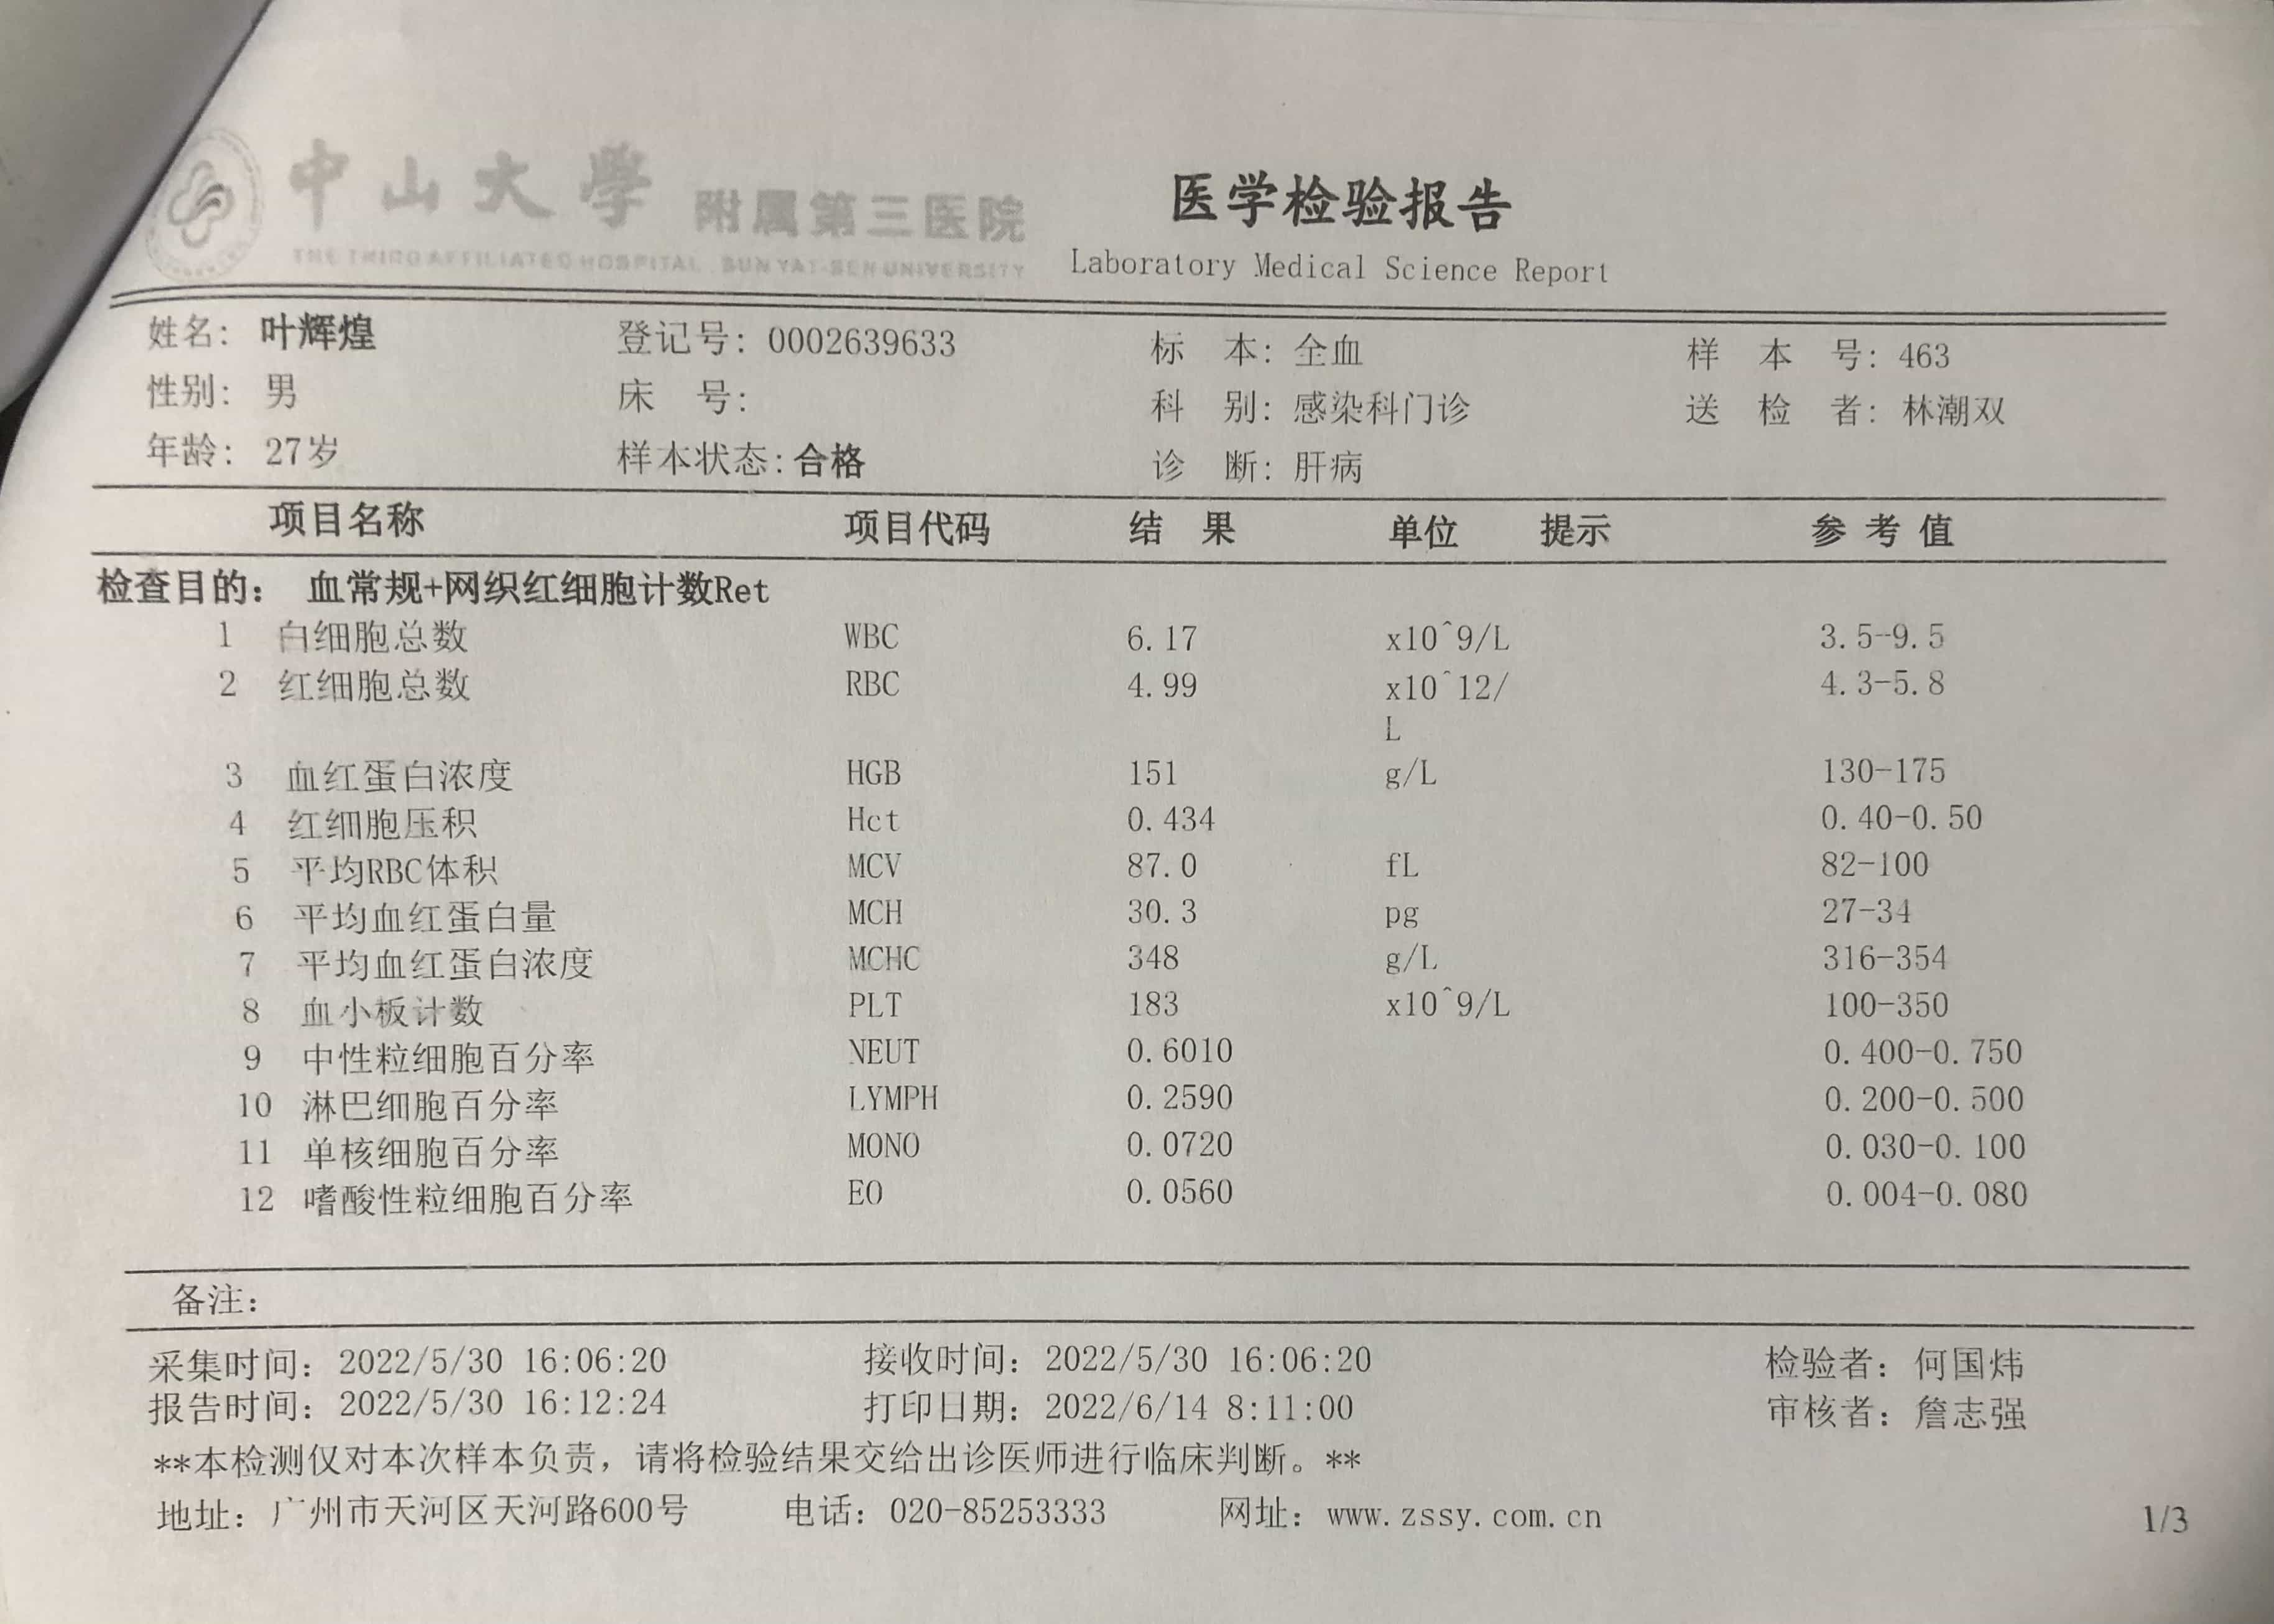 中山大學 附属第三医院 医学检验报告
THE THIRD AFFILIATED HOSPITAL, SUN YAT-SEN UNIVERSITY Laboratory Medical Science Report
姓名: 叶辉煌 登记号: 0002639633 标 本: 全血 样 本 号: 463
性别: 男 床 号: 科 别: 感染科门诊 送 检 者: 林潮双
年龄: 27岁 样本状态: 合格 诊 断: 肝病
项目名称 项目代码 结 果 单位 提示 参 考 值
检查目的: 血常规+网织红细胞计数Ret
1 白细胞总数 WBC 6.17 x10^9/L 3.5-9.5
2 红细胞总数 RBC 4.99 x10^12/ 4.3-5.8
L
3 血红蛋白浓度 HGB 151 g/L 130-175
4 红细胞压积 Hct 0.434 0.40-0.50
5 平均RBC体积 MCV 87.0 fL 82-100
6 平均血红蛋白量 MCH 30.3 pg 27-34
7 平均血红蛋白浓度 MCHC 348 g/L 316-354
8 血小板计数 PLT 183 x10^9/L 100-350
9 中性粒细胞百分率 NEUT 0.6010 0.400-0.750
10 淋巴细胞百分率 LYMPH 0.2590 0.200-0.500
11 单核细胞百分率 MONO 0.0720 0.030-0.100
12 嗜酸性粒细胞百分率 EO 0.0560 0.004-0.080
备注:
采集时间: 2022/5/30 16:06:20 接收时间: 2022/5/30 16:06:20 检验者: 何国炜
报告时间: 2022/5/30 16:12:24 打印日期: 2022/6/14 8:11:00 审核者: 詹志强
**本检测仅对本次样本负责，请将检验结果交给出诊医师进行临床判断。**
地址: 广州市天河区天河路600号 电话: 020-85253333 网址: www.zssy.com.cn 1/3